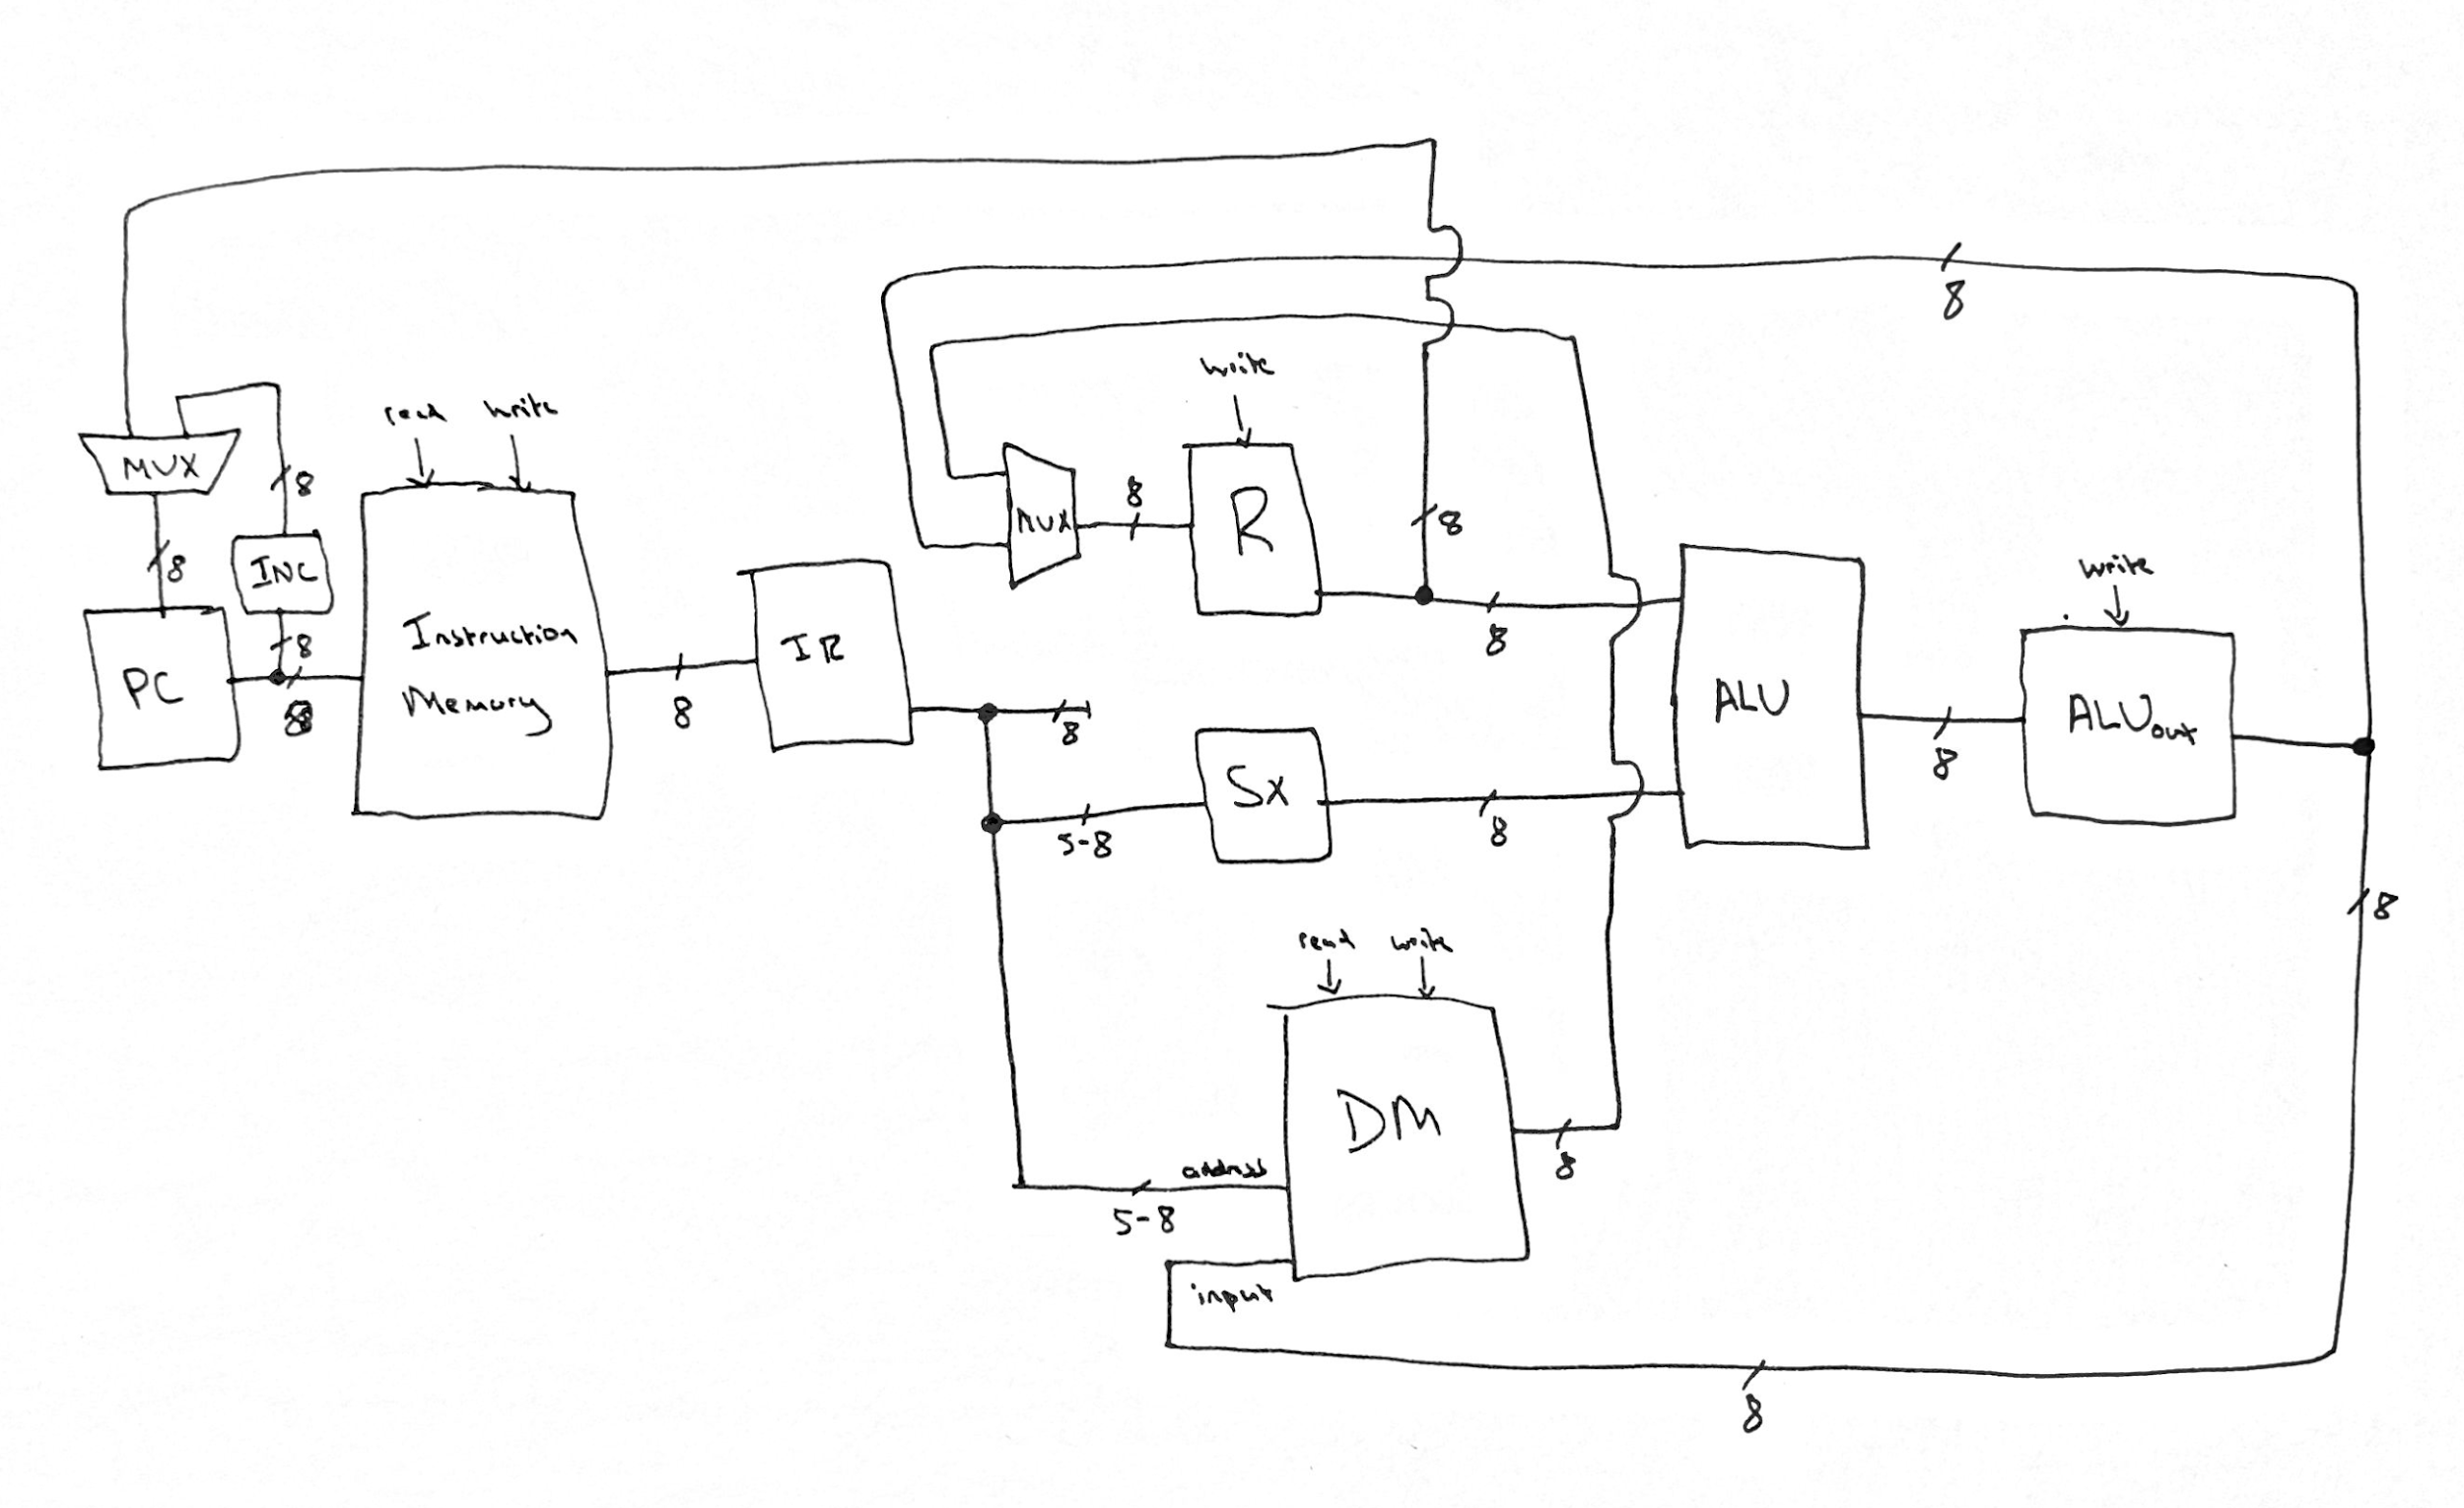 8
write
read write
MUX
8
8
MUX
R
8
8
INC
write
IR
Instruction
Memory
8
8
PC
8
8
8
ALU
ALUout
8
8
Sx
5-8
8
8
read write
DM
address
8
5-8
input
8